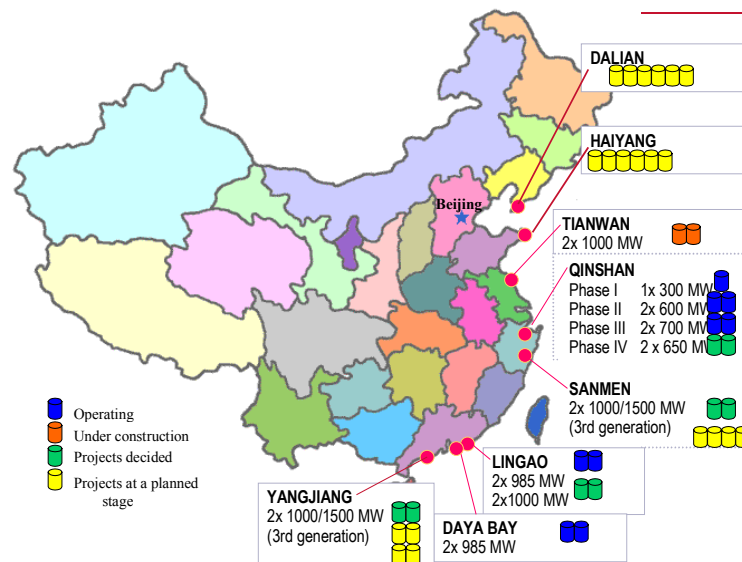 DALIAN
HAIYANG
Beijing
TIANWAN
2x 1000 MW
QINSHAN
Phase I 1x 300 MW
Phase II 2x 600 MW
Phase III 2x 700 MW
Phase IV 2 x 650 MW
SANMEN
2x 1000/1500 MW
(3rd generation)
Operating
Under construction
Projects decided
Projects at a planned
stage
LINGAO
2x 985 MW
2x1000 MW
YANGJIANG
2x 1000/1500 MW
(3rd generation)
DAYA BAY
2x 985 MW